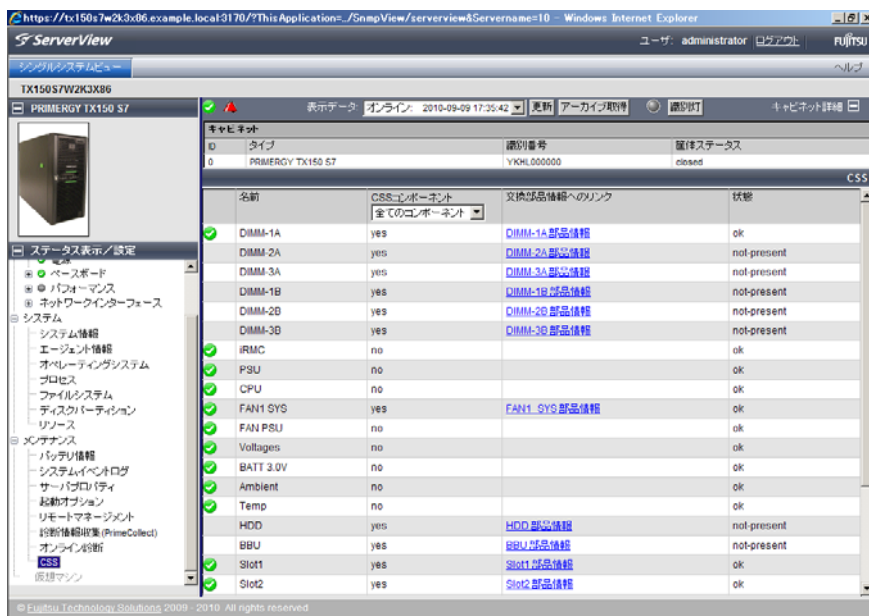 https://tx150s7w2k3x86.example.local:3170/?ThisApplication=../SnmpView/serverview&Servername=10 - Windows Internet Explorer
ServerView
ユーザ: administrator ログアウト FUJITSU
シングルシステムビュー ヘルプ
TX150S7W2K3X86
PRIMERGY TX150 S7
表示データ: オンライン: 2010-09-09 17:35:42 更新 アーカイブ取得 識別灯 キャビネット詳細
キャビネット
ID タイプ 識別番号 筐体ステータス
0 PRIMERGY TX150 S7 YKHL000000 closed
CSS
名前 CSSコンポーネント 交換部品情報へのリンク 状態
全てのコンポーネント
DIMM-1A yes DIMM-1A 部品情報 ok
DIMM-2A yes DIMM-2A 部品情報 not-present
DIMM-3A yes DIMM-3A 部品情報 not-present
DIMM-1B yes DIMM-1B 部品情報 not-present
DIMM-2B yes DIMM-2B 部品情報 not-present
DIMM-3B yes DIMM-3B 部品情報 not-present
iRMC no ok
PSU no ok
CPU no ok
FAN1 SYS yes FAN1 SYS 部品情報 ok
FAN PSU no ok
Voltages no ok
BATT 3.0V no ok
Ambient no ok
Temp no ok
HDD yes HDD 部品情報 not-present
BBU yes BBU 部品情報 not-present
Slot1 yes Slot1 部品情報 ok
Slot2 yes Slot2 部品情報 ok
ステータス表示/設定
電源
ベースボード
パフォーマンス
ネットワークインターフェース
システム
システム情報
エージェント情報
オペレーティングシステム
プロセス
ファイルシステム
ディスクパーティション
リソース
メンテナンス
バッテリ情報
システムイベントログ
サーバプロパティ
起動オプション
リモートマネージメント
診断情報収集(PrimeCollect)
オンライン診断
CSS
仮想マシン
© Fujitsu Technology Solutions 2009 - 2010 All rights reserved